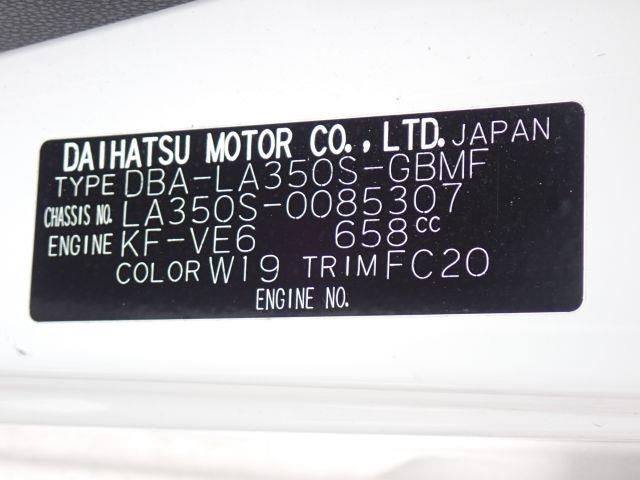 DAIHATSU MOTOR CO., LTD. JAPAN
TYPE DBA-LA350S-GBMF
CHASSIS NO. LA350S-0085307
ENGINE KF-VE6 658cc
COLOR W19 TRIM FC20
ENGINE NO.